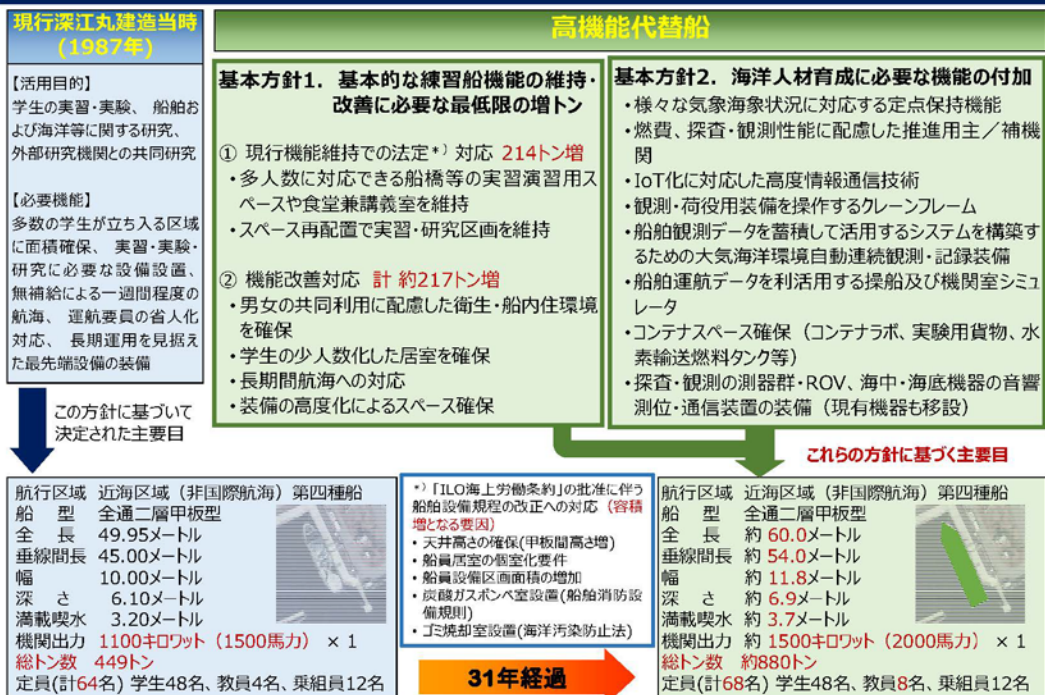 現行深江丸建造当時
(1987年)
【活用目的】
学生の実習・実験、 船舶お
よび海洋等に関する研究、
外部研究機関との共同研究
【必要機能】
多数の学生が立ち入る区域
に面積確保、 実習・実験・
研究に必要な設備設置、
無補給による一週間程度の
航海、 運航要員の省人化
対応、 長期運用を見据え
た最先端設備の装備
高機能代替船
基本方針1. 基本的な練習船機能の維持・
改善に必要な最低限の増トン
① 現行機能維持での法定*）対応 214トン増
・多人数に対応できる船橋等の実習演習用ス
ペースや食堂兼講義室を維持
・スペース再配置で実習・研究区画を維持
② 機能改善対応 計 約217トン増
・男女の共同利用に配慮した衛生・船内住環境
を確保
・学生の少人数化した居室を確保
・長期間航海への対応
・装備の高度化によるスペース確保
基本方針2. 海洋人材育成に必要な機能の付加
・様々な気象海象状況に対応する定点保持機能
・燃費、探査・観測性能に配慮した推進用主／補機
関
・IoT化に対応した高度情報通信技術
・観測・荷役用装備を操作するクレーンフレーム
・船舶観測データを蓄積して活用するシステムを構築す
るための大気海洋環境自動連続観測・記録装備
・船舶運航データを利活用する操船及び機関室シミュ
レータ
・コンテナスペース確保（コンテナラボ、実験用貨物、水
素輸送燃料タンク等）
・探査・観測の測器群・ROV、海中・海底機器の音響
測位・通信装置の装備（現有機器も移設）
この方針に基づいて
決定された主要目
これらの方針に基づく主要目
航行区域 近海区域（非国際航海）第四種船
船 型 全通二層甲板型
全 長 49.95メートル
垂線間長 45.00メートル
幅 10.00メートル
深 さ 6.10メートル
満載喫水 3.20メートル
機関出力 1100キロワット（1500馬力）× 1
総トン数 449トン
定員(計64名) 学生48名、教員4名、乗組員12名
*）「ILO海上労働条約」の批准に伴う
船舶設備規程の改正への対応（容積
増となる要因）
・ 天井高さの確保(甲板間高さ増)
・ 船員居室の個室化要件
・ 船員設備区画面積の増加
・ 炭酸ガスボンベ室設置(船舶消防設
備規則)
・ ゴミ焼却室設置(海洋汚染防止法)
31年経過
航行区域 近海区域（非国際航海）第四種船
船 型 全通二層甲板型
全 長 約 60.0メートル
垂線間長 約 54.0メートル
幅 約 11.8メートル
深 さ 約 6.9メートル
満載喫水 約 3.7メートル
機関出力 約 1500キロワット（2000馬力）× 1
総トン数 約880トン
定員(計68名) 学生48名、教員8名、乗組員12名